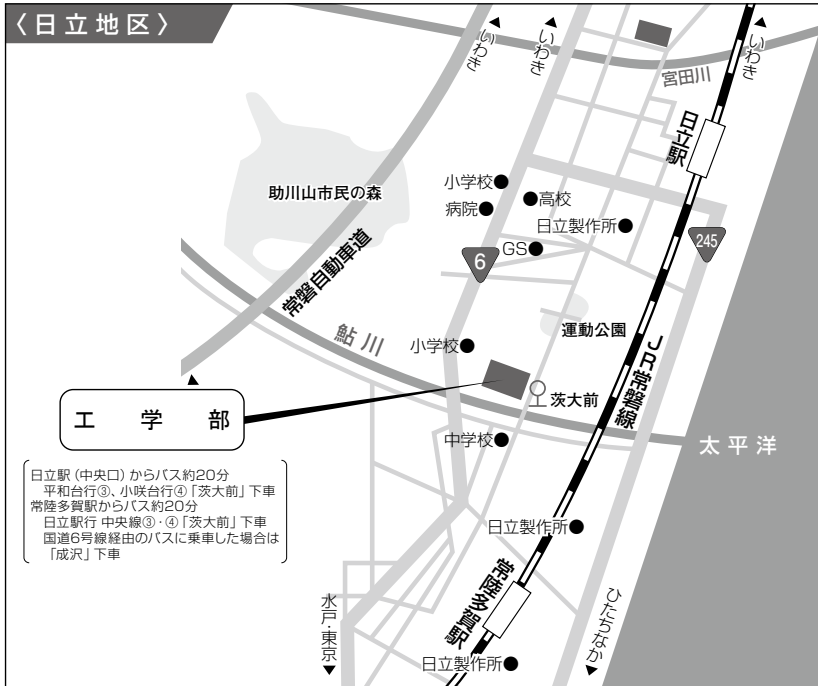 〈日立地区〉
いわき
いわき
いわき
宮田川
日立駅
助川山市民の森
小学校
高校
病院
日立製作所
GS
6
245
常磐自動車道
運動公園
鮎川
小学校
JR常磐線
茨大前
工学部
中学校
太平洋
日立駅(中央口)からバス約20分
平和台行③、小咲台行④「茨大前」下車
常陸多賀駅からバス約20分
日立駅行 中央線③・④「茨大前」下車
国道6号線経由のバスに乗車した場合は
「成沢」下車
日立製作所
常陸多賀駅
水戸・東京
ひたちなか
日立製作所